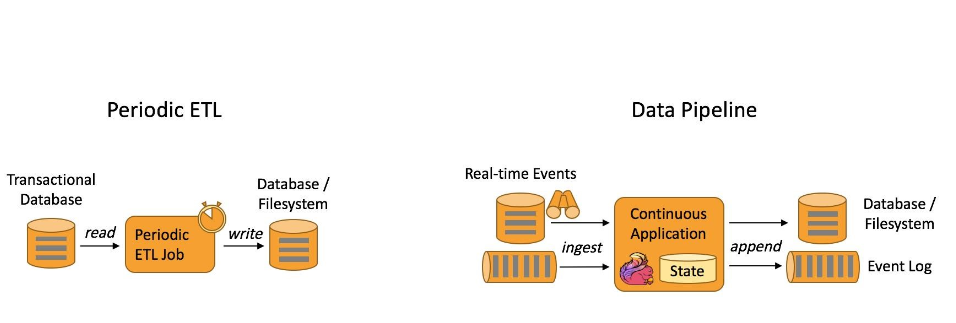 Periodic ETL
Data Pipeline
Transactional
Database
read
Periodic
ETL Job
write
Database /
Filesystem
Real-time Events
ingest
Continuous
Application
State
append
Database /
Filesystem
Event Log